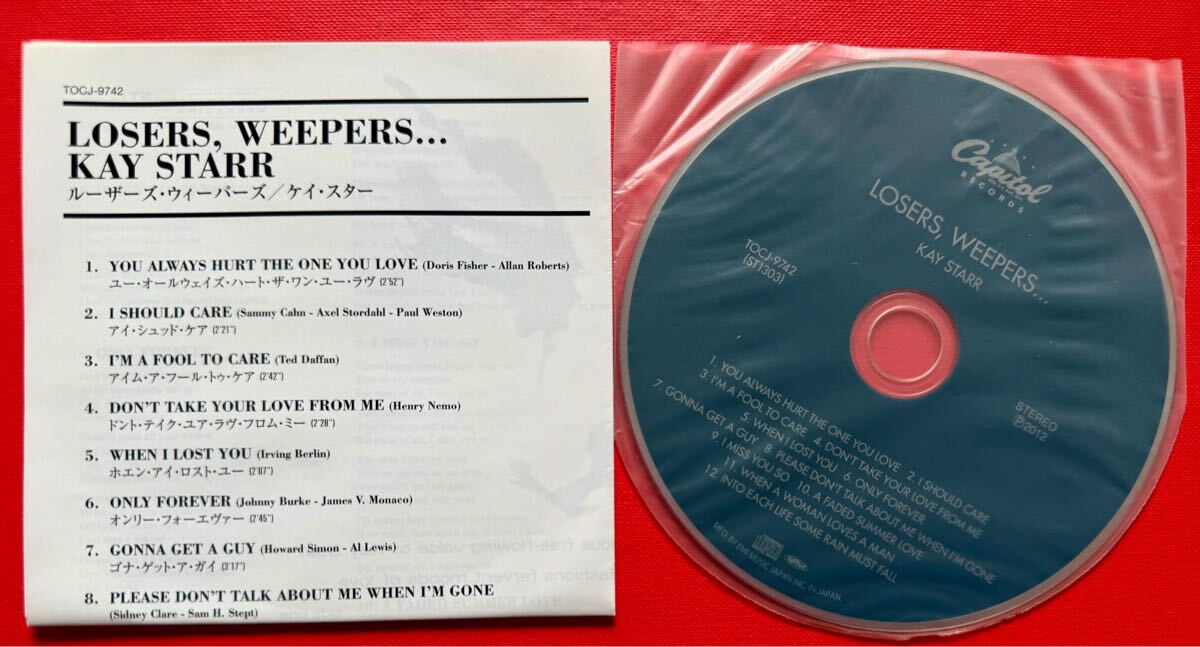 TOCJ-9742
LOSERS, WEEPERS...
KAY STARR
ルーザーズ・ウィーパーズ／ケイ・スター
1. YOU ALWAYS HURT THE ONE YOU LOVE (Doris Fisher - Allan Roberts)
ユー・オールウェイズ・ハート・ザ・ワン・ユー・ラヴ (2'52")
2. I SHOULD CARE (Sammy Cahn - Axel Stordahl - Paul Weston)
アイ・シュッド・ケア (2'21")
3. I'M A FOOL TO CARE (Ted Daffan)
アイム・ア・フール・トゥ・ケア (2'42")
4. DON'T TAKE YOUR LOVE FROM ME (Henry Nemo)
ドント・テイク・ユア・ラヴ・フロム・ミー (2'28")
5. WHEN I LOST YOU (Irving Berlin)
ホエン・アイ・ロスト・ユー (2'07")
6. ONLY FOREVER (Johnny Burke - James V. Monaco)
オンリー・フォーエヴァー (2'45")
7. GONNA GET A GUY (Howard Simon - Al Lewis)
ゴナ・ゲット・ア・ガイ (3'17")
8. PLEASE DON'T TALK ABOUT ME WHEN I'M GONE
(Sidney Clare - Sam H. Stept)
Capitol
RECORDS
LOSERS, WEEPERS...
KAY STARR
TOCJ-9742
(ST1303)
STEREO
Ⓟ2012
1. YOU ALWAYS HURT THE ONE YOU LOVE 2. I SHOULD CARE
3. I'M A FOOL TO CARE 4. DON'T TAKE YOUR LOVE FROM ME
5. WHEN I LOST YOU 6. ONLY FOREVER
7. GONNA GET A GUY 8. PLEASE DON'T TALK ABOUT ME WHEN I'M GONE
9. I MISS YOU SO 10. A FADED SUMMER LOVE
11. WHEN A WOMAN LOVES A MAN
12. INTO EACH LIFE SOME RAIN MUST FALL
MFD. BY EMI MUSIC JAPAN INC. IN JAPAN.